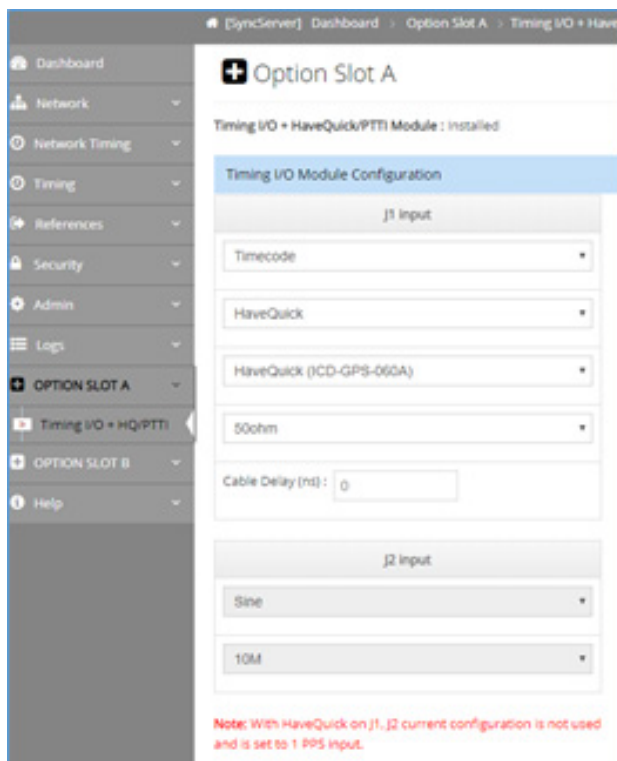 [SyncServer] Dashboard > Option Slot A > Timing I/O + Have
Dashboard
Network
Network Timing
Timing
References
Security
Admin
Logs
OPTION SLOT A
Timing I/O + HQ/PTTI
OPTION SLOT B
Help
Option Slot A
Timing I/O + HaveQuick/PTTI Module : Installed
Timing I/O Module Configuration
J1 input
Timecode
HaveQuick
HaveQuick (ICD-GPS-060A)
50ohm
Cable Delay (ns) : 0
J2 input
Sine
10M
Note: With HaveQuick on J1, J2 current configuration is not used
and is set to 1 PPS input.